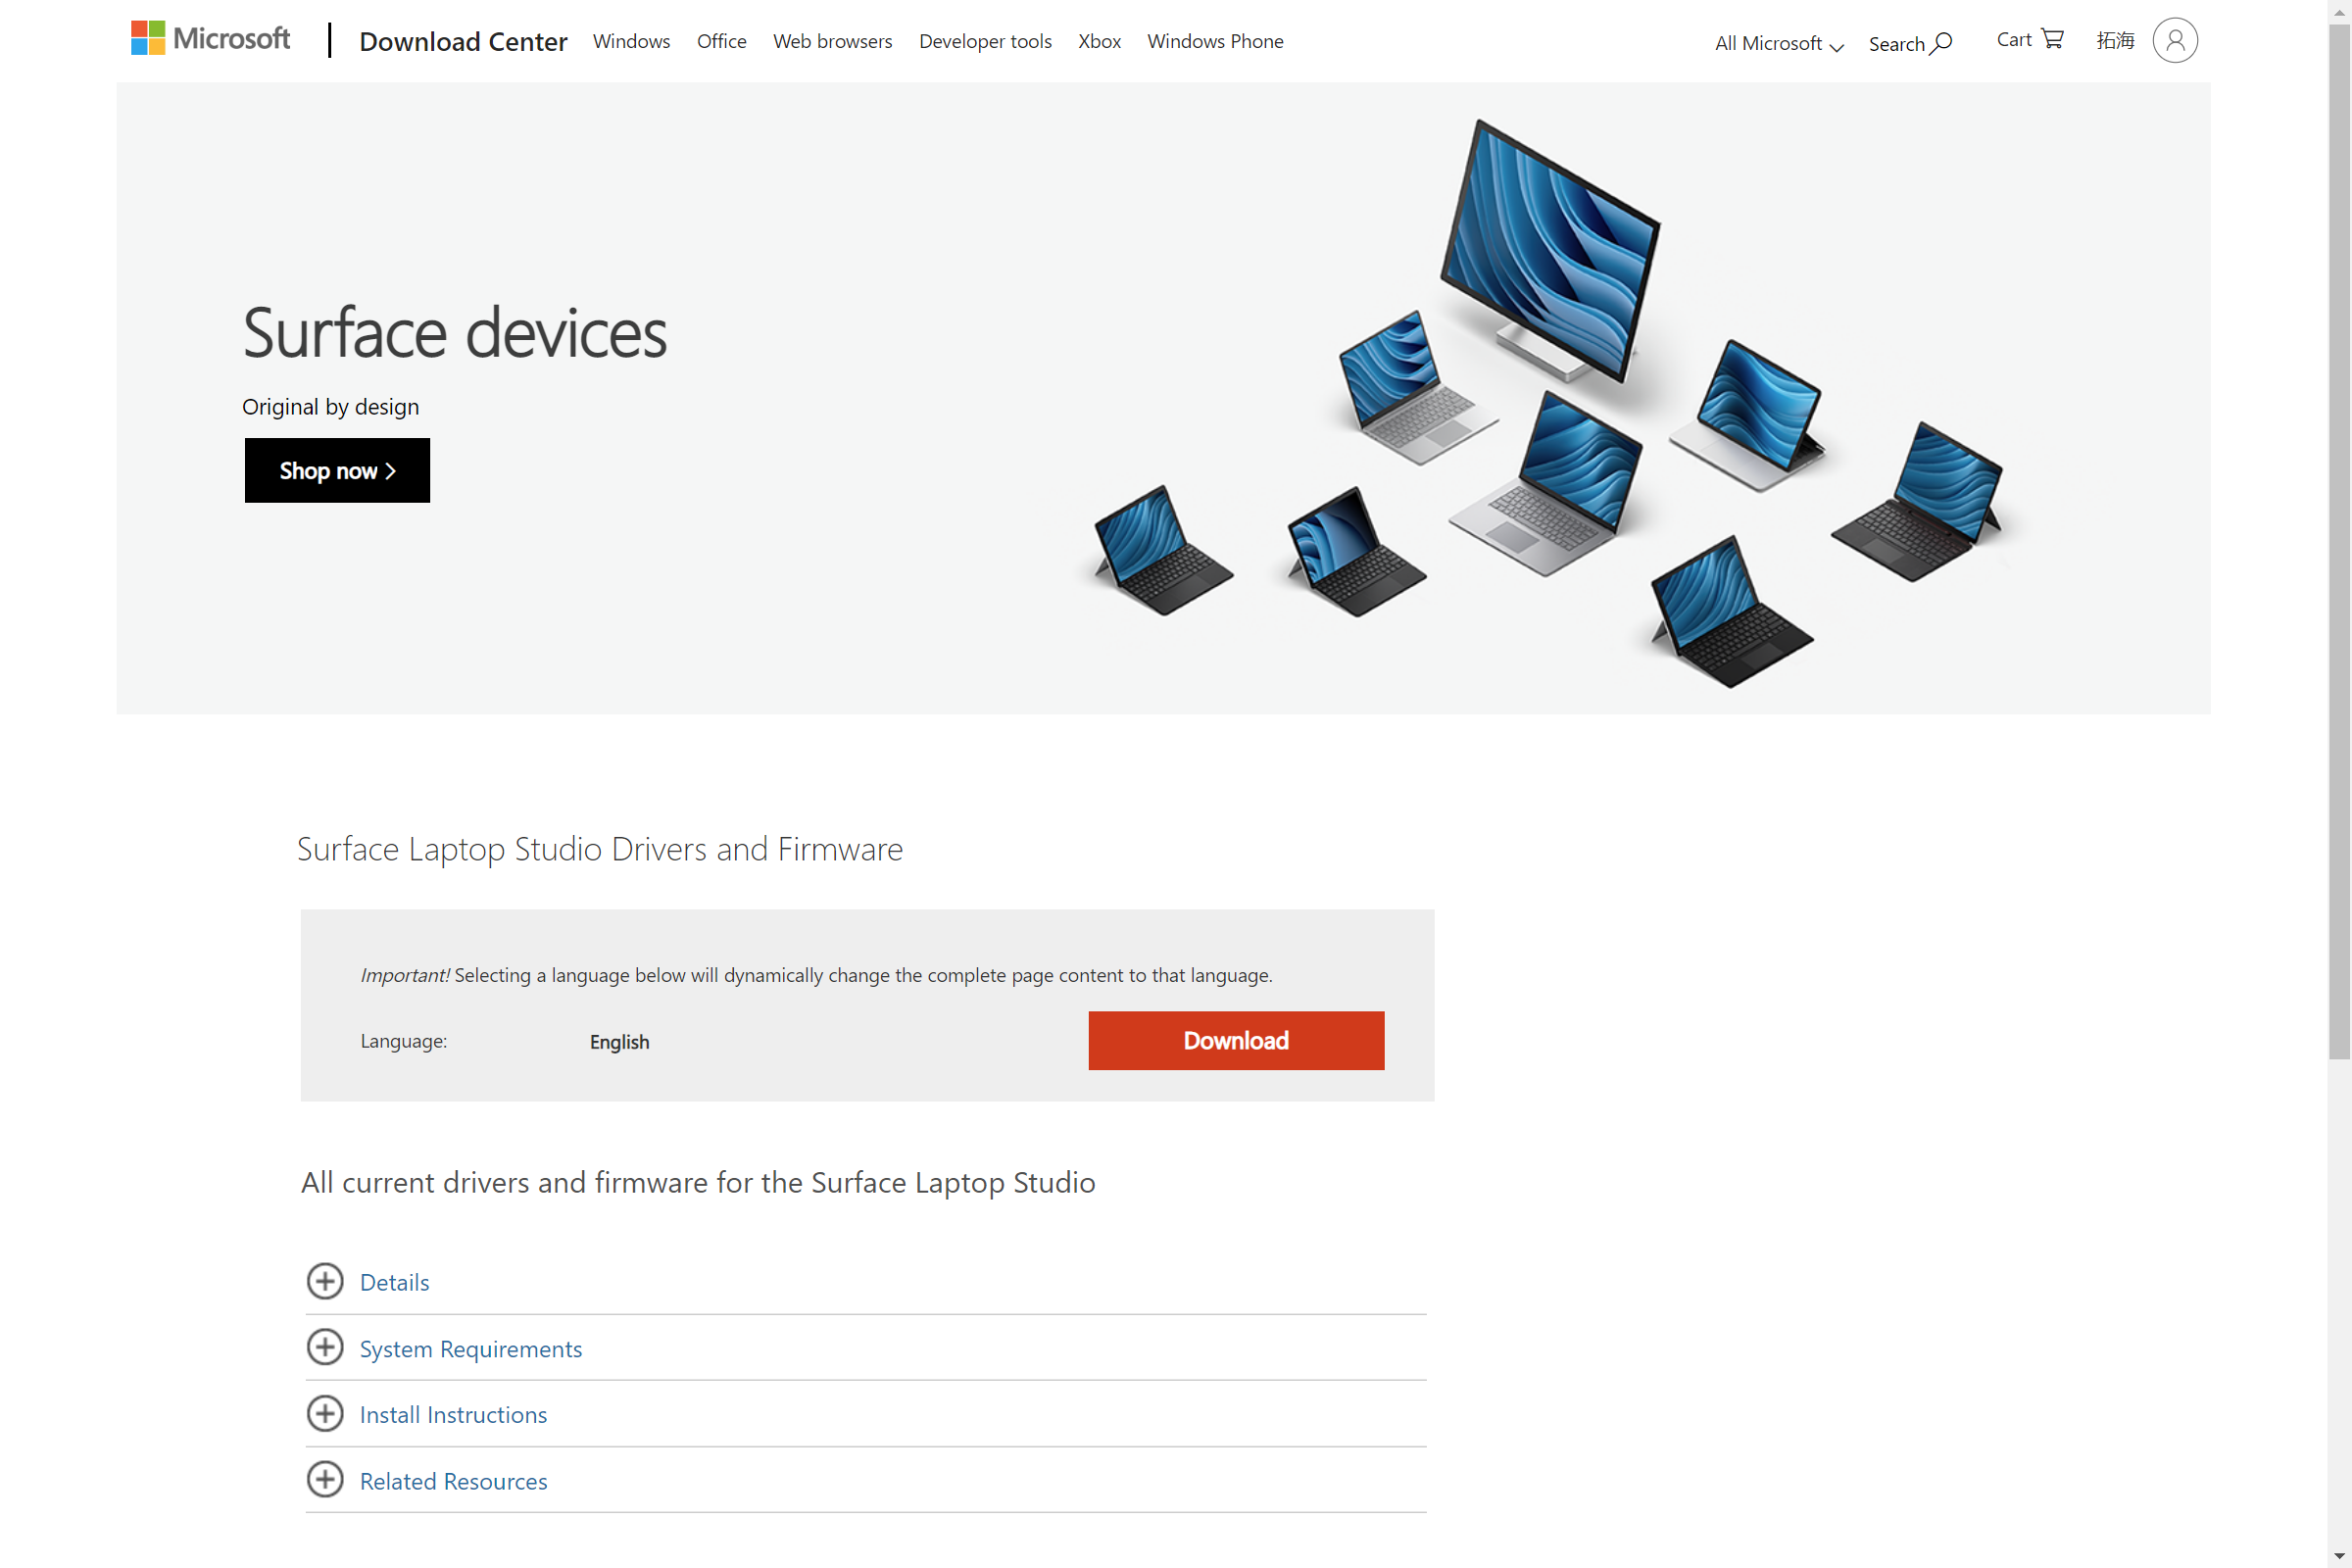 Microsoft
Download Center
Windows
Office
Web browsers
Developer tools
Xbox
Windows Phone
All Microsoft
Search
Cart
拓海
Surface devices
Original by design
Shop now
Surface Laptop Studio Drivers and Firmware
Important! Selecting a language below will dynamically change the complete page content to that language.
Language:
English
Download
All current drivers and firmware for the Surface Laptop Studio
Details
System Requirements
Install Instructions
Related Resources